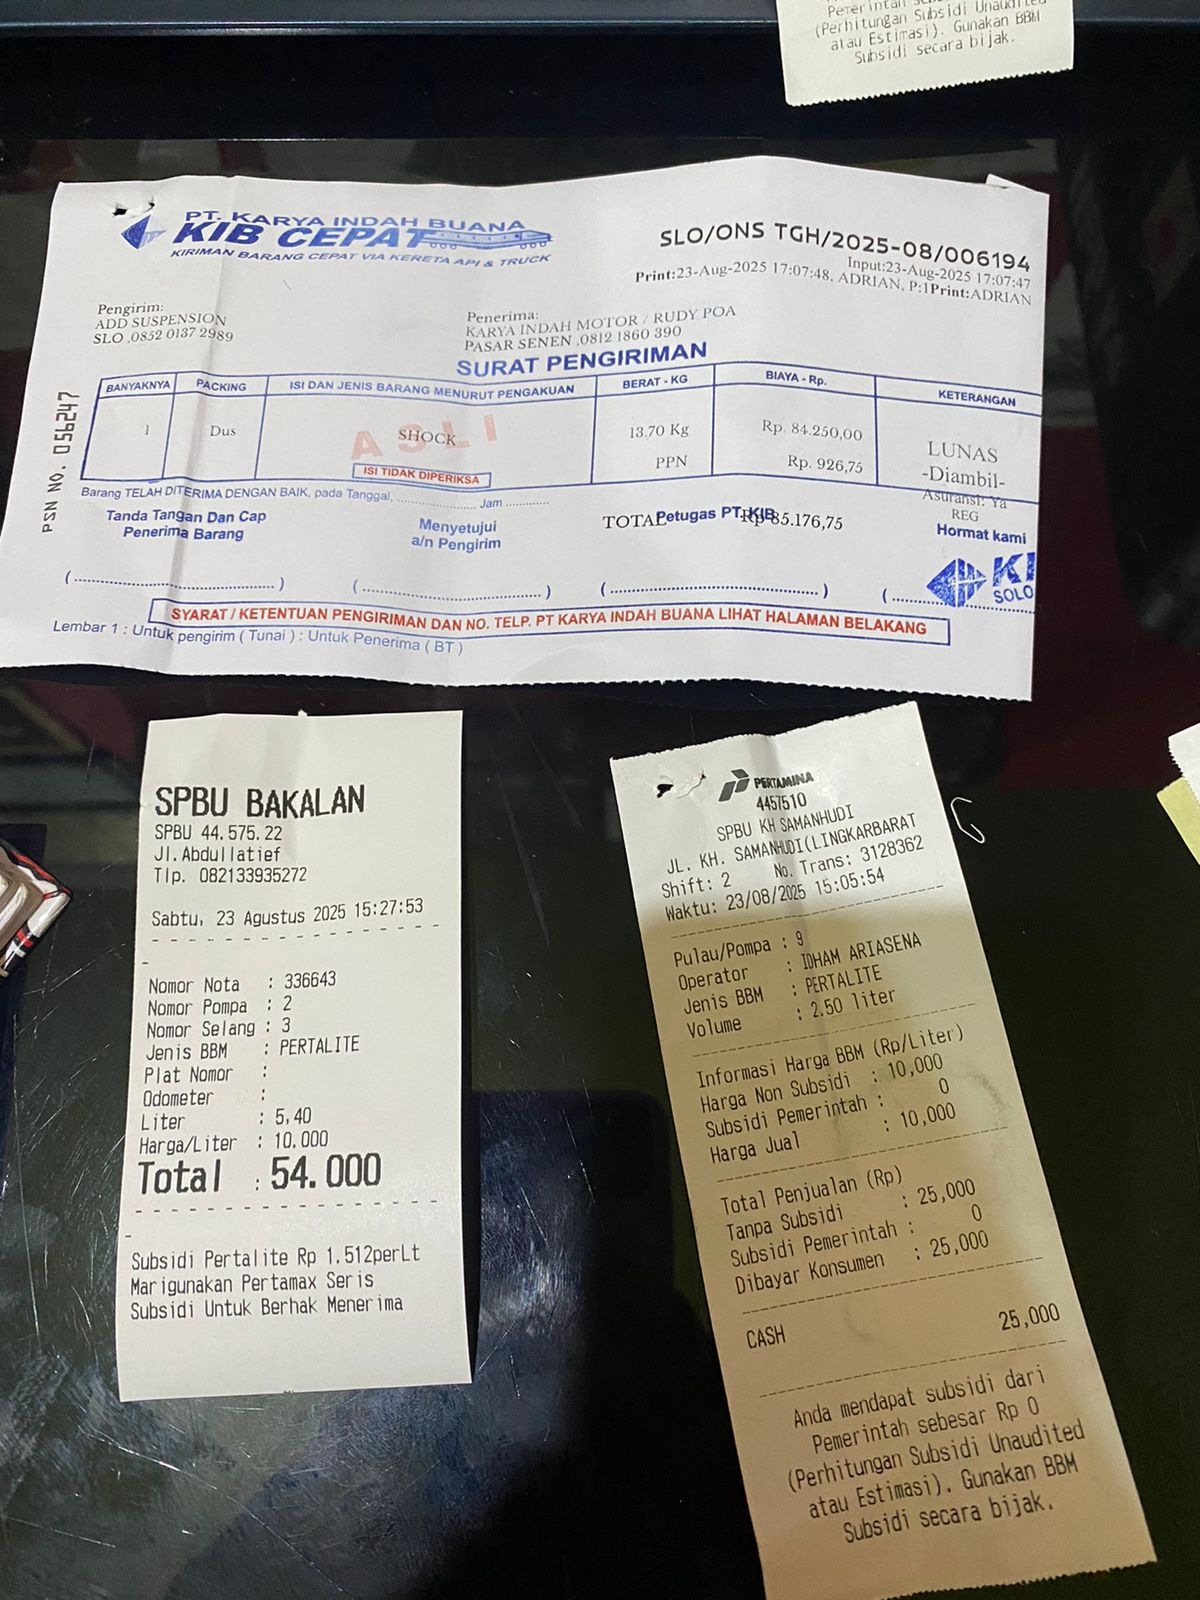 Pemerintah
(Perhitungan Subsidi Unaudited
atau Estimasi). Gunakan BBM
Subsidi secara bijak.
PT. KARYA INDAH BUANA
KIB CEPAT
KIRIMAN BARANG CEPAT VIA KERETA API & TRUCK
SLO/ONS TGH/2025-08/006194
Input:23-Aug-2025 17:07:47
Print:23-Aug-2025 17:07:48, ADRIAN, P:1Print:ADRIAN
Pengirim:
ADD SUSPENSION
SLO ,0852 0137 2989
Penerima:
KARYA INDAH MOTOR / RUDY POA
PASAR SENEN ,0812 1860 390
SURAT PENGIRIMAN
PSN NO. 056247
BANYAKNYA PACKING ISI DAN JENIS BARANG MENURUT PENGAKUAN BERAT - KG BIAYA - Rp. KETERANGAN
1 Dus SHOCK 13.70 Kg Rp. 84.250,00 LUNAS
ASLI
PPN Rp. 926,75 -Diambil-
ISI TIDAK DIPERIKSA
Asuransi: Ya
REG
Barang TELAH DITERIMA DENGAN BAIK, pada Tanggal, .................... Jam ...........
Tanda Tangan Dan Cap
Penerima Barang
Menyetujui
a/n Pengirim
Petugas PT. KIB
TOTAL Rp 85.176,75
Hormat kami
KI
SOLO
(........................................) (........................................) (........................................) (........
SYARAT / KETENTUAN PENGIRIMAN DAN NO. TELP. PT KARYA INDAH BUANA LIHAT HALAMAN BELAKANG
Lembar 1 : Untuk pengirim ( Tunai ) : Untuk Penerima ( BT )
SPBU BAKALAN
SPBU 44.575.22
Jl.Abdullatief
Tlp. 082133935272
Sabtu, 23 Agustus 2025 15:27:53
- - - - - - - - - - - - - - - - - -
-
Nomor Nota : 336643
Nomor Pompa : 2
Nomor Selang : 3
Jenis BBM : PERTALITE
Plat Nomor :
Odometer :
Liter : 5,40
Harga/Liter : 10.000
Total : 54.000
- - - - - - - - - - - - - - - - - -
-
Subsidi Pertalite Rp 1.512perLt
Marigunakan Pertamax Seris
Subsidi Untuk Berhak Menerima
PERTAMINA
4457510
SPBU KH SAMANHUDI
JL. KH. SAMANHUDI(LINGKARBARAT
Shift: 2 No. Trans: 3128362
Waktu: 23/08/2025 15:05:54
--------------------------------
Pulau/Pompa : 9
Operator : IDHAM ARIASENA
Jenis BBM : PERTALITE
Volume : 2.50 liter
--------------------------------
Informasi Harga BBM (Rp/Liter)
Harga Non Subsidi : 10,000
Subsidi Pemerintah : 0
Harga Jual : 10,000
--------------------------------
Total Penjualan (Rp)
Tanpa Subsidi : 25,000
Subsidi Pemerintah : 0
Dibayar Konsumen : 25,000
--------------------------------
CASH 25,000
--------------------------------
Anda mendapat subsidi dari
Pemerintah sebesar Rp 0
(Perhitungan Subsidi Unaudited
atau Estimasi). Gunakan BBM
Subsidi secara bijak.